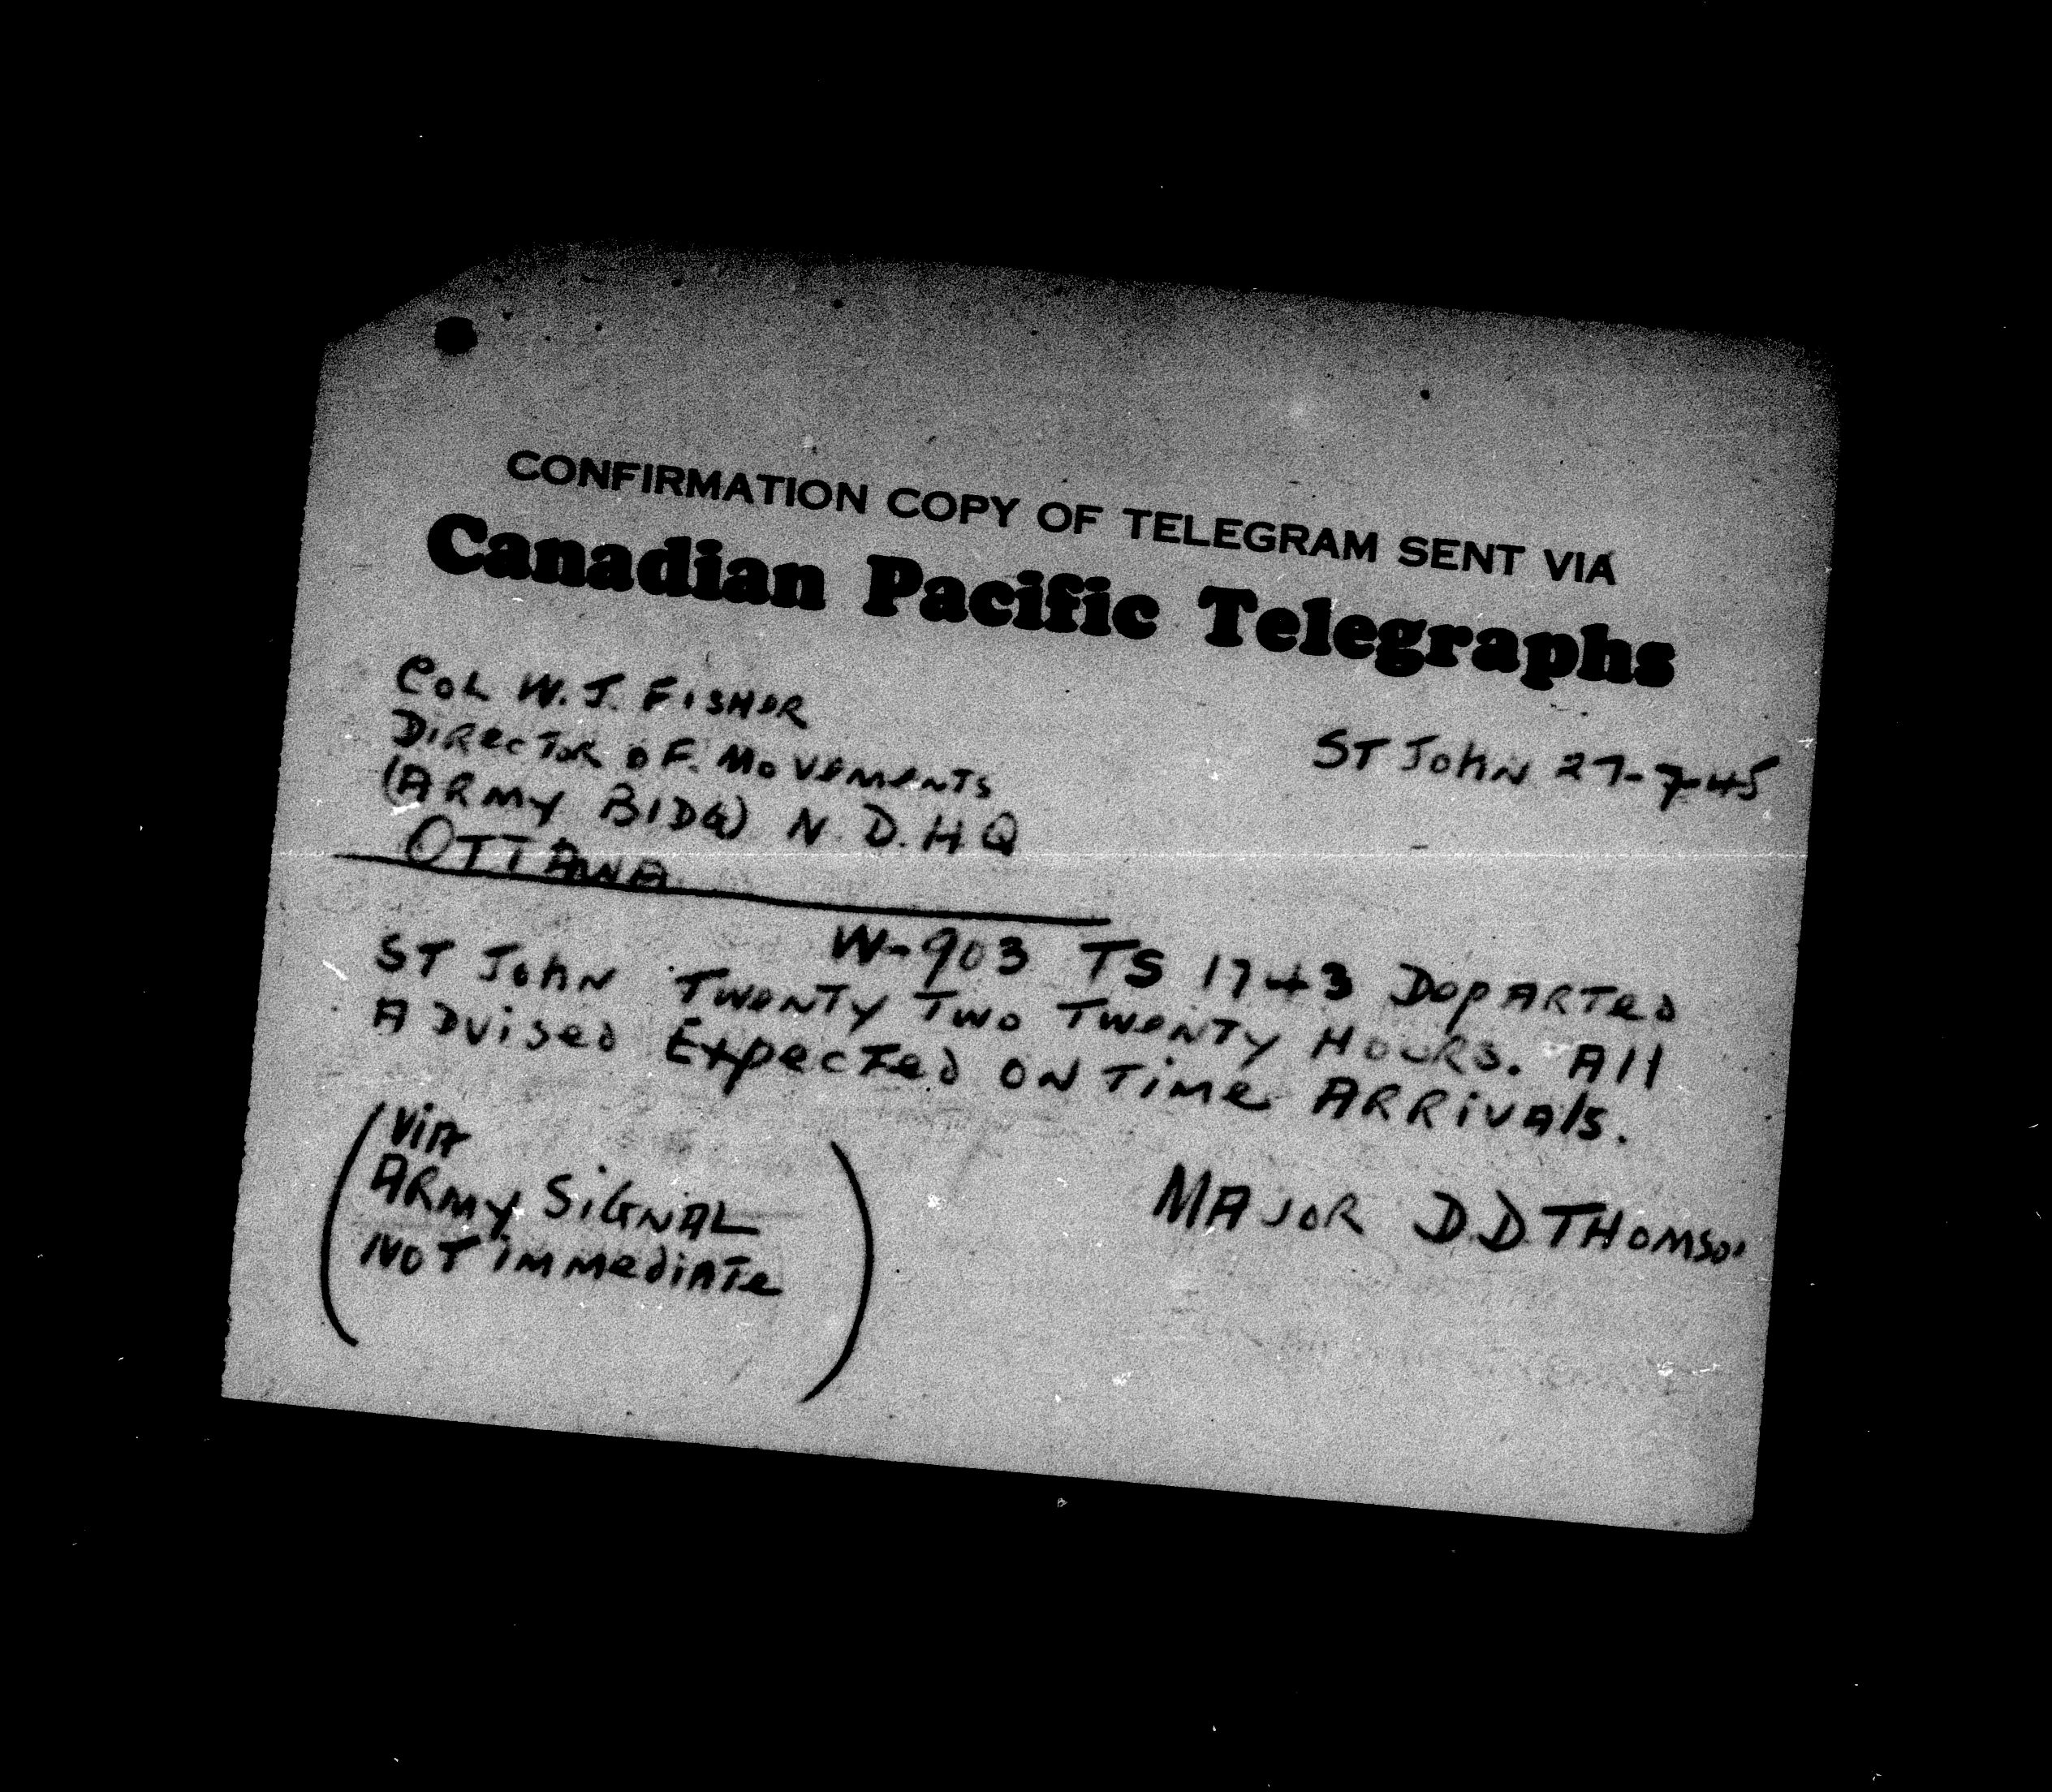 CONFIRMATION COPY OF TELEGRAM SENT VIA
Canadian Pacific Telegraphs
COL W. J. FISHER
DIRECTOR OF MOVEMENTS
ST JOHN 27-7-45
(ARMY BLDG) N.D.H.Q
OTTAWA
W-903 TS 1743 DEPARTED
ST JOHN TWENTY TWO TWENTY HOURS. All
ADVISED EXPECTED ON TIME ARRIVALS.
(VIA
ARMY SIGNAL
NOT IMMEDIATE)
MAJOR D.D THOMSON